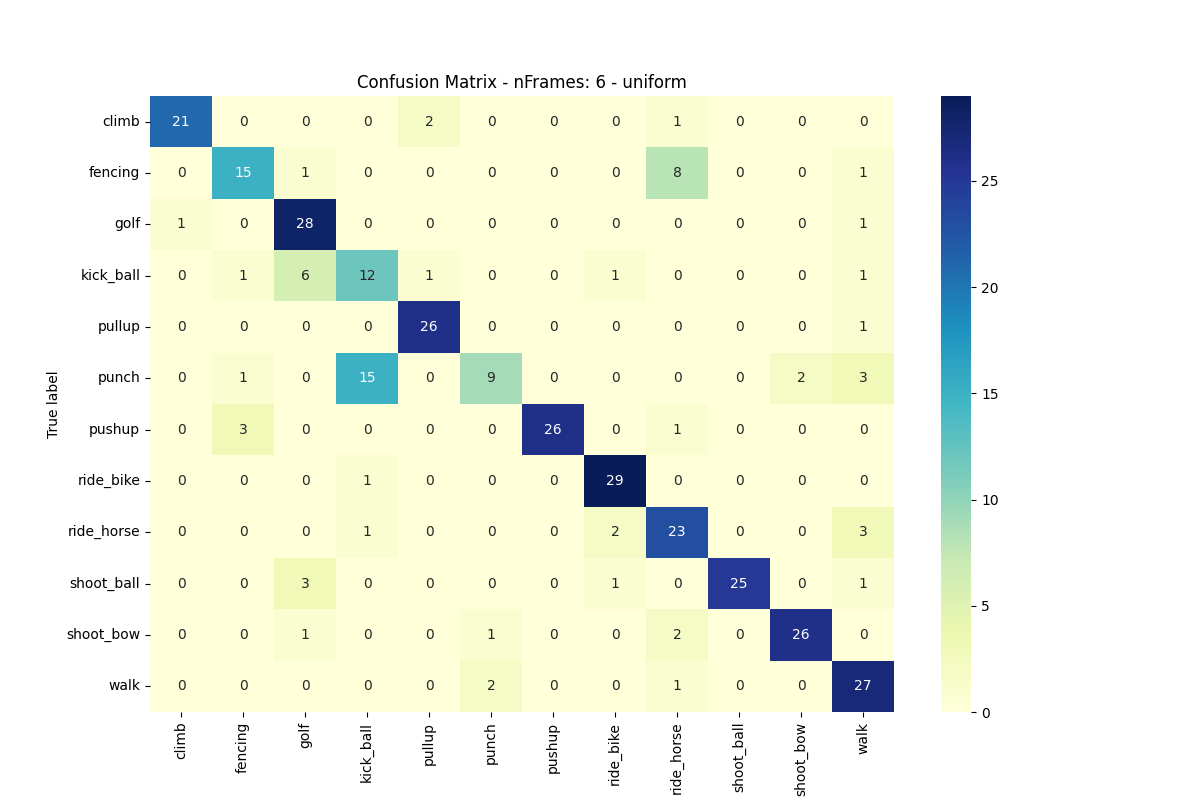 Confusion Matrix - nFrames: 6 - uniform
True label
climb 21 0 0 0 2 0 0 1 0 0 0
fencing 0 15 1 0 0 0 0 0 8 0 0 1
golf 1 0 28 0 0 0 0 0 0 0 0 1
kick_ball 0 1 6 12 1 0 0 1 0 0 0 1
pullup 0 0 0 0 26 0 0 0 0 0 0 1
punch 0 1 0 15 0 9 0 0 0 0 2 3
pushup 0 3 0 0 0 0 26 0 1 0 0 0
ride_bike 0 0 0 1 0 0 0 29 0 0 0 0
ride_horse 0 0 0 1 0 0 0 2 23 0 0 3
shoot_ball 0 0 3 0 0 0 0 1 0 25 0 1
shoot_bow 0 0 1 0 0 1 0 0 2 0 26 0
walk 0 0 0 0 0 2 0 0 1 0 0 27
climb fencing golf kick_ball pullup punch pushup ride_bike ride_horse shoot_ball shoot_bow walk
25
20
15
10
5
0